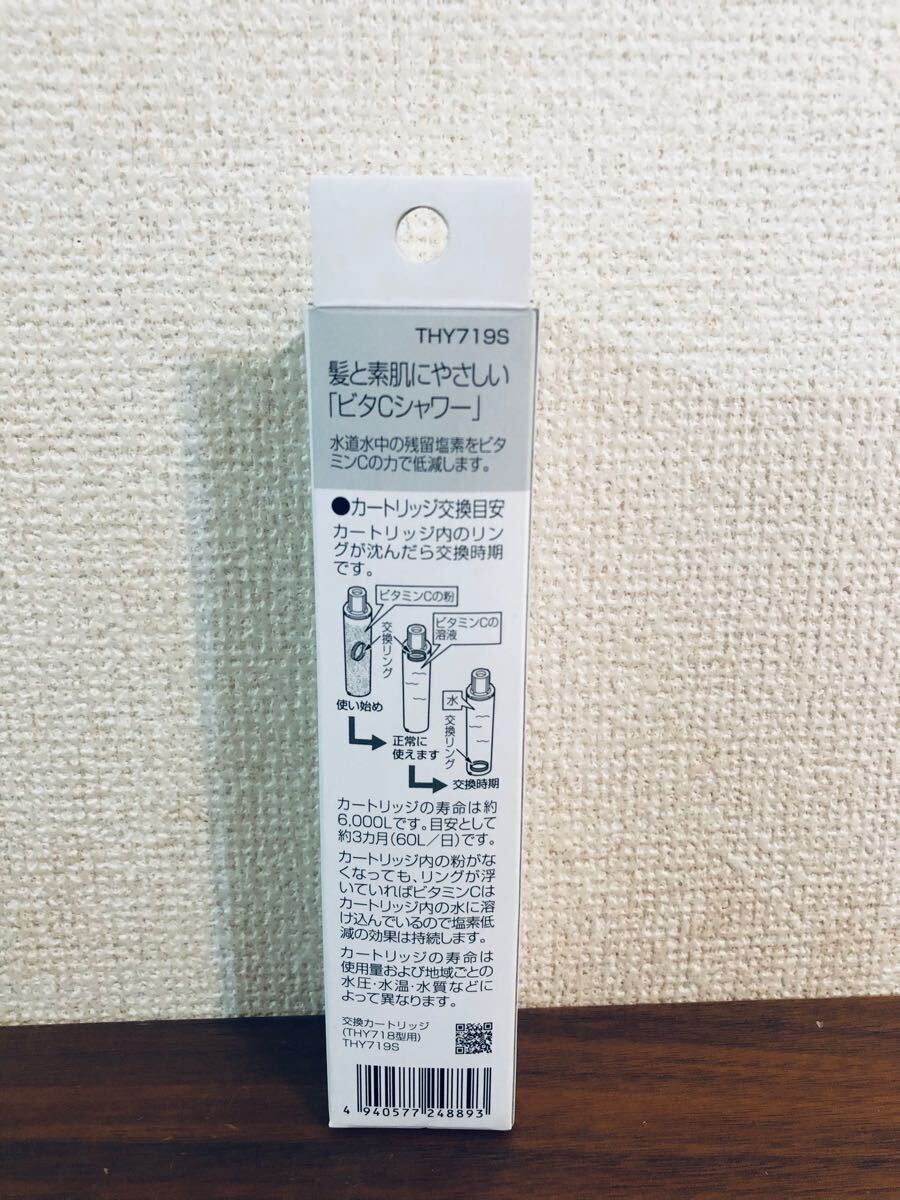 THY719S
髪と素肌にやさしい
「ビタCシャワー」
水道水中の残留塩素をビタ
ミンCの力で低減します。
●カートリッジ交換目安
カートリッジ内のリン
グが沈んだら交換時期
です。
ビタミンCの粉
交換リング
ビタミンCの
溶液
使い始め
水
交換リング
正常に
使えます
交換時期
カートリッジの寿命は約
6,000Lです。目安として
約3カ月(60L/日)です。
カートリッジ内の粉がな
くなっても、リングが浮
いていればビタミンCは
カートリッジ内の水に溶
け込んでいるので塩素低
減の効果は持続します。
カートリッジの寿命は
使用量および地域ごとの
水圧・水温・水質などに
よって異なります。
交換カートリッジ
(THY718型用)
THY719S
4 940577 248893